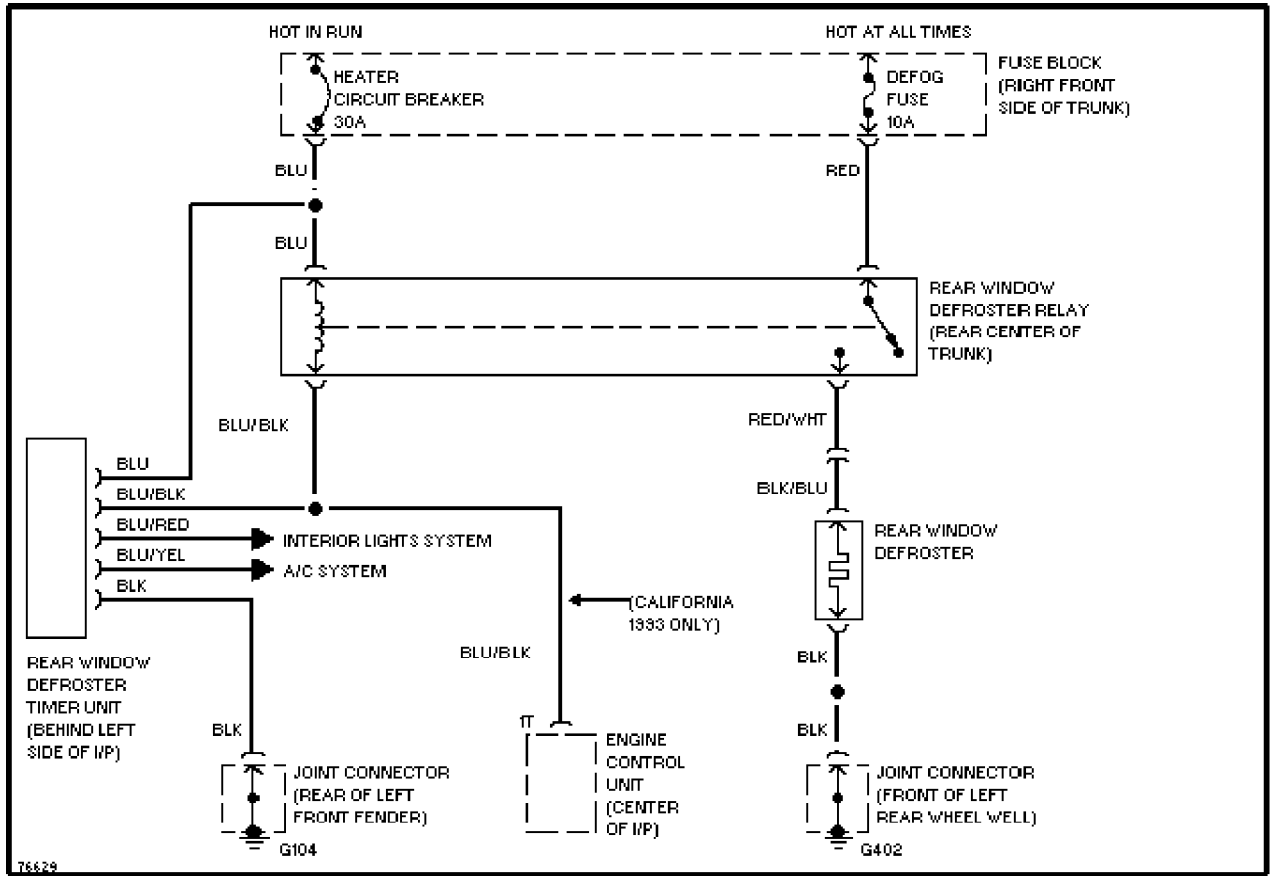 HOT IN RUN
HOT AT ALL TIMES
HEATER
CIRCUIT BREAKER
30A
DEFOG
FUSE
10A
FUSE BLOCK
(RIGHT FRONT
SIDE OF TRUNK)
BLU
RED
BLU
REAR WINDOW
DEFROSTER RELAY
(REAR CENTER OF
TRUNK)
BLU/BLK
RED/WHT
BLK/BLU
BLU
BLU/BLK
BLU/RED
BLU/YEL
BLK
INTERIOR LIGHTS SYSTEM
A/C SYSTEM
REAR WINDOW
DEFROSTER
(CALIFORNIA
1993 ONLY)
BLU/BLK
BLK
REAR WINDOW
DEFROSTER
TIMER UNIT
(BEHIND LEFT
SIDE OF I/P)
BLK
1T
BLK
ENGINE
CONTROL
UNIT
(CENTER
OF I/P)
JOINT CONNECTOR
(REAR OF LEFT
FRONT FENDER)
G104
JOINT CONNECTOR
(FRONT OF LEFT
REAR WHEEL WELL)
G402
76629